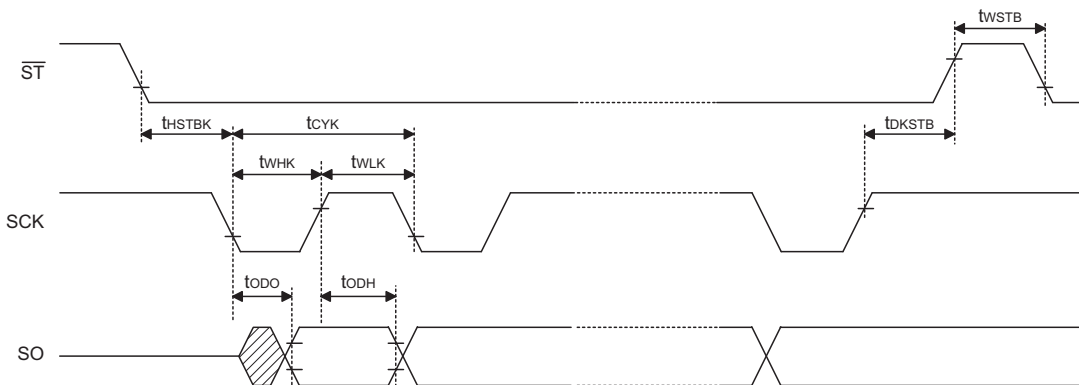 tWSTB
ST
tHSTBK
tCYK
tDKSTB
tWHK
tWLK
SCK
tODO
tODH
SO